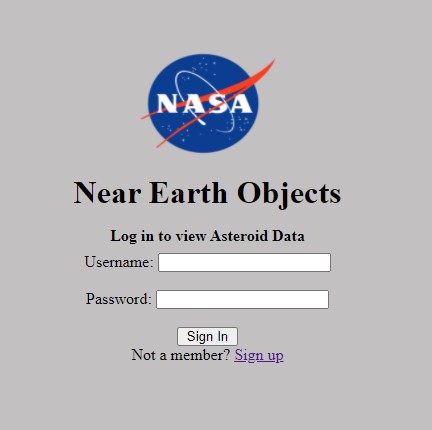 NASA
Near Earth Objects
Log in to view Asteroid Data
Username:
Password:
Sign In
Not a member? Sign up